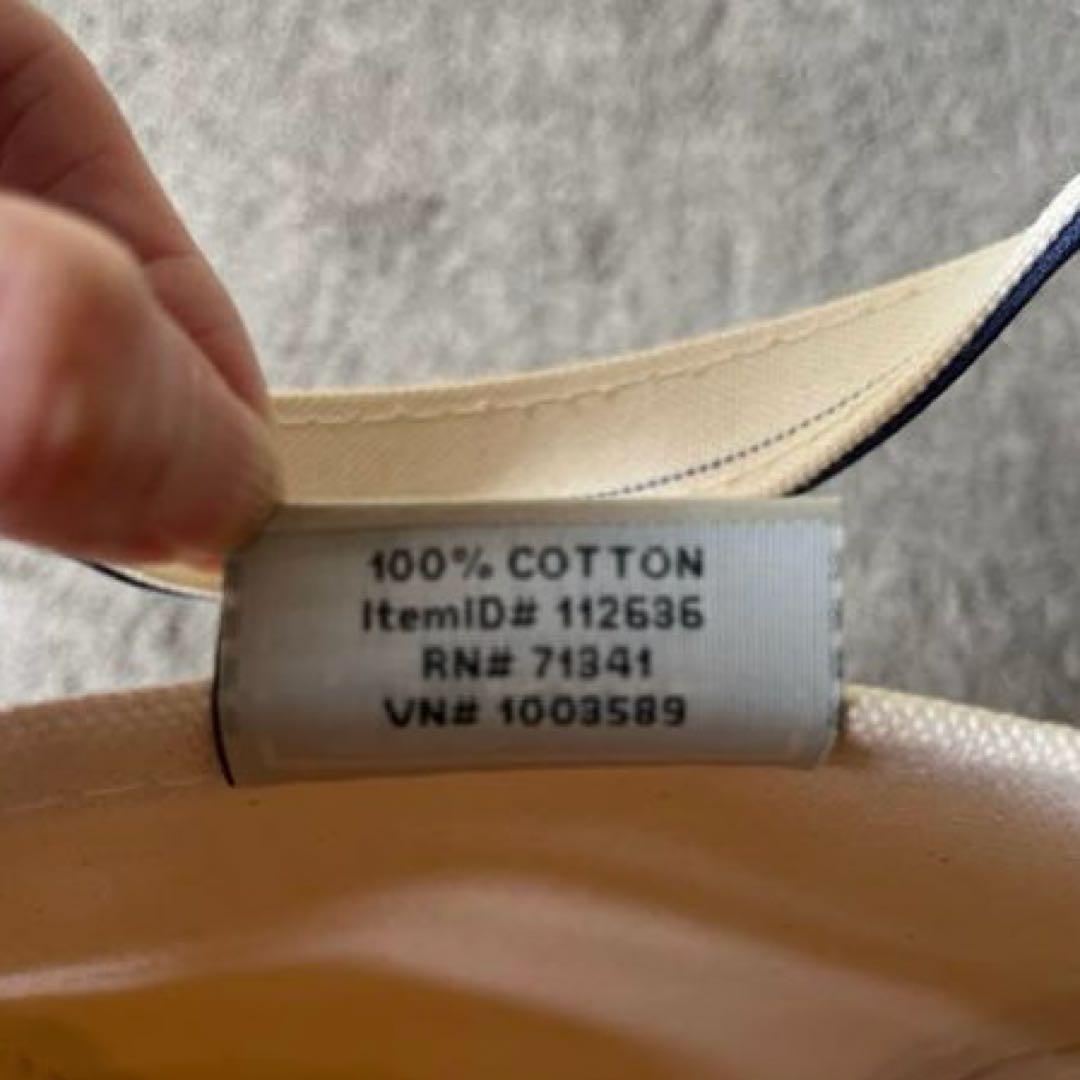 100% COTTON
ItemID# 112636
RN# 71341
VN# 1003589